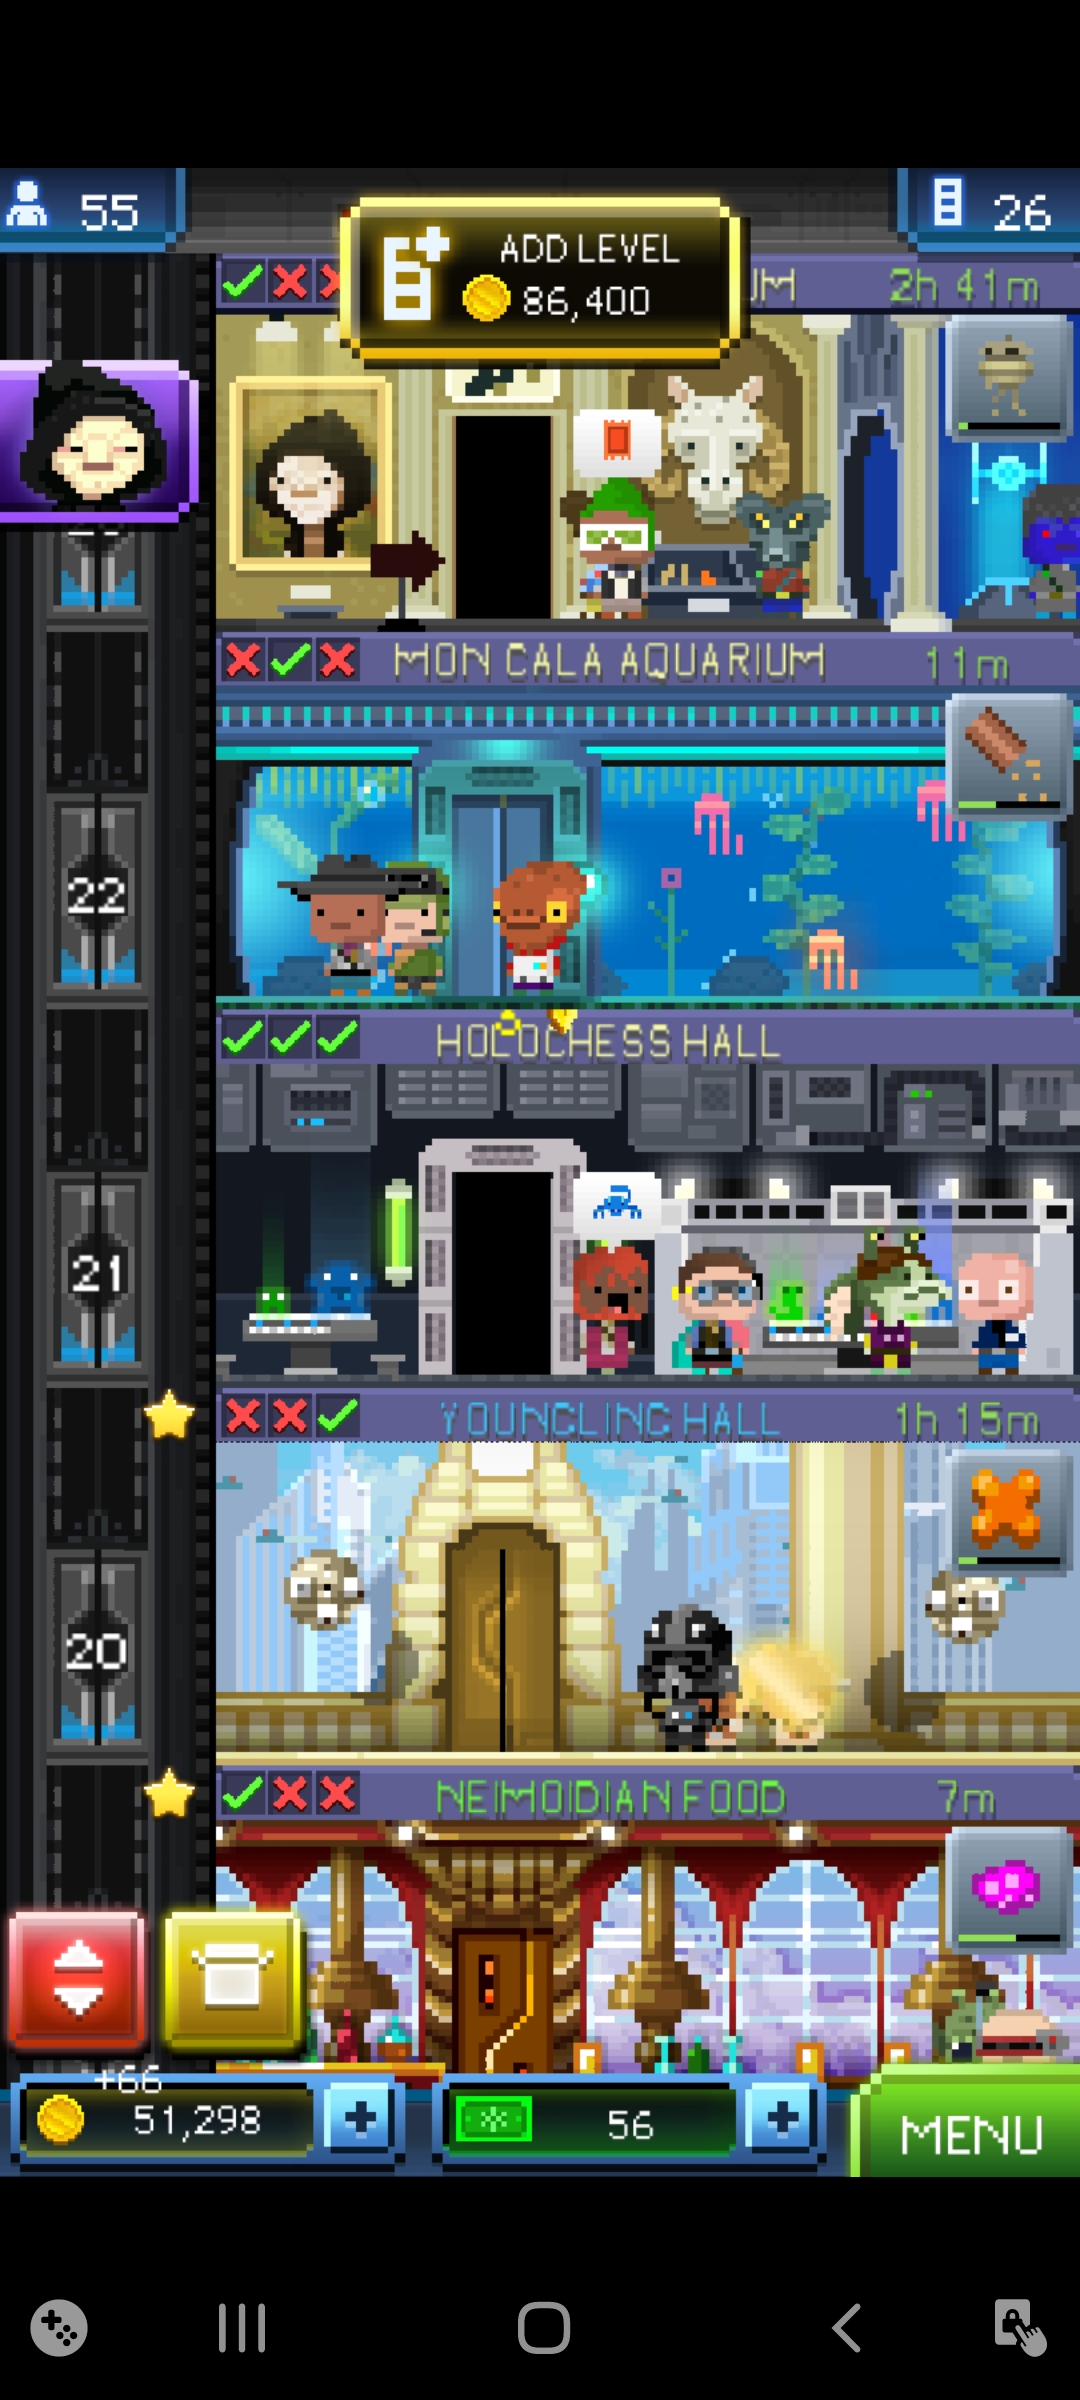 55
ADD LEVEL
86,400
26
UM 2h 41m
MON CALA AQUARIUM 11m
22
HOLOCHESS HALL
21
YOUNGLING HALL 1h 15m
20
NEIMOIDIAN FOOD 7m
+66
51,298
56
MENU